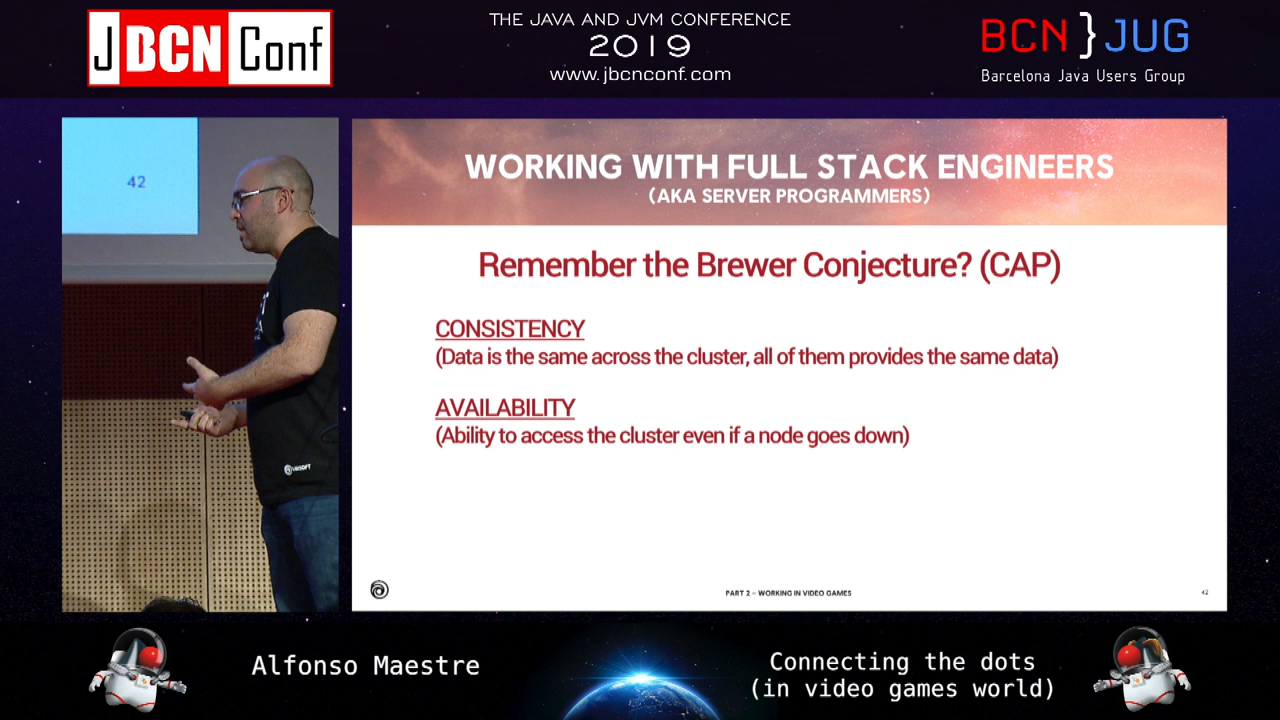 JBCNConf
THE JAVA AND JVM CONFERENCE
2019
www.jbcnconf.com
BCN}JUG
Barcelona Java Users Group
42
UBISOFT
WORKING WITH FULL STACK ENGINEERS
(AKA SERVER PROGRAMMERS)
Remember the Brewer Conjecture? (CAP)
CONSISTENCY
(Data is the same across the cluster, all of them provides the same data)
AVAILABILITY
(Ability to access the cluster even if a node goes down)
PART 2 – WORKING IN VIDEO GAMES
42
Alfonso Maestre
Connecting the dots
(in video games world)